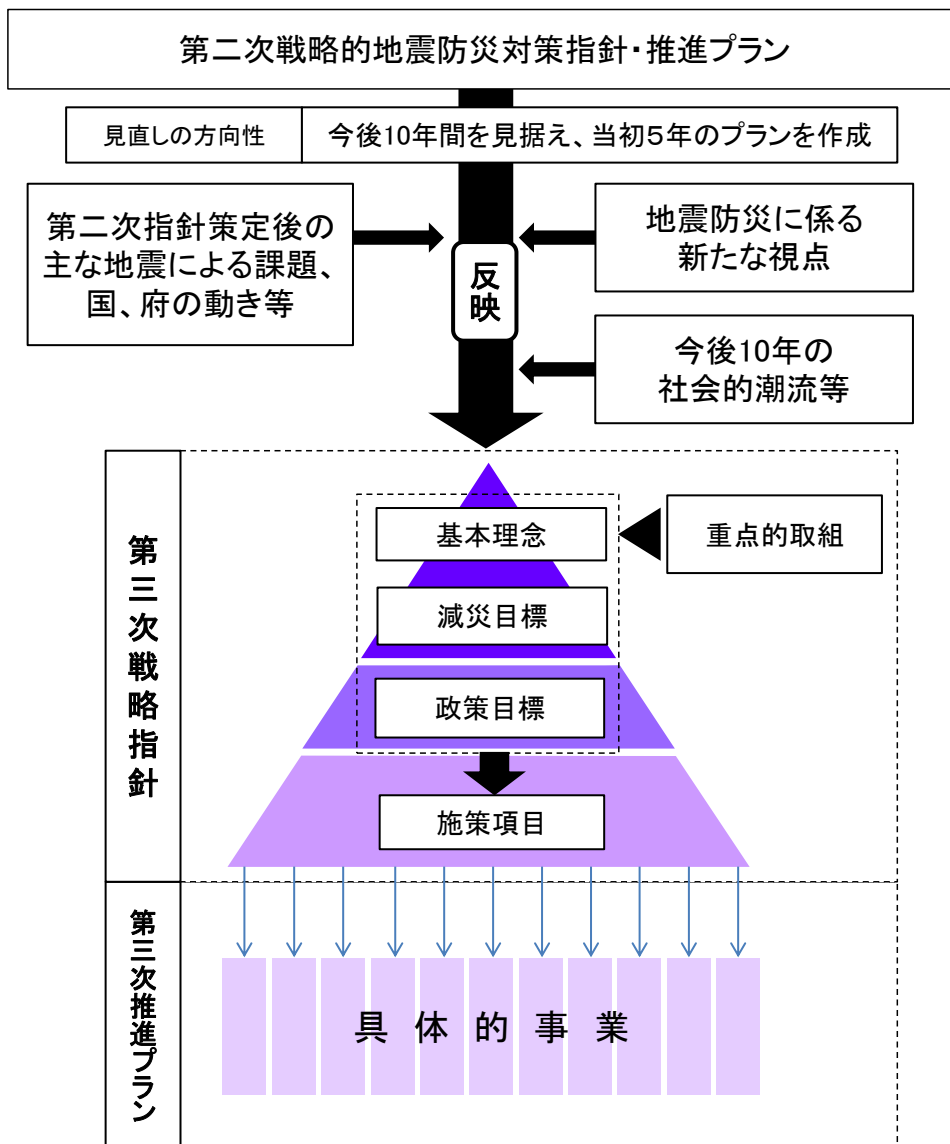 第二次戦略的地震防災対策指針・推進プラン
見直しの方向性
今後10年間を見据え、当初５年のプランを作成
第二次指針策定後の
主な地震による課題、
国、府の動き等
地震防災に係る
新たな視点
反映
今後10年の
社会的潮流等
第三次戦略指針
基本理念
重点的取組
減災目標
政策目標
施策項目
第三次推進プラン
具体的事業